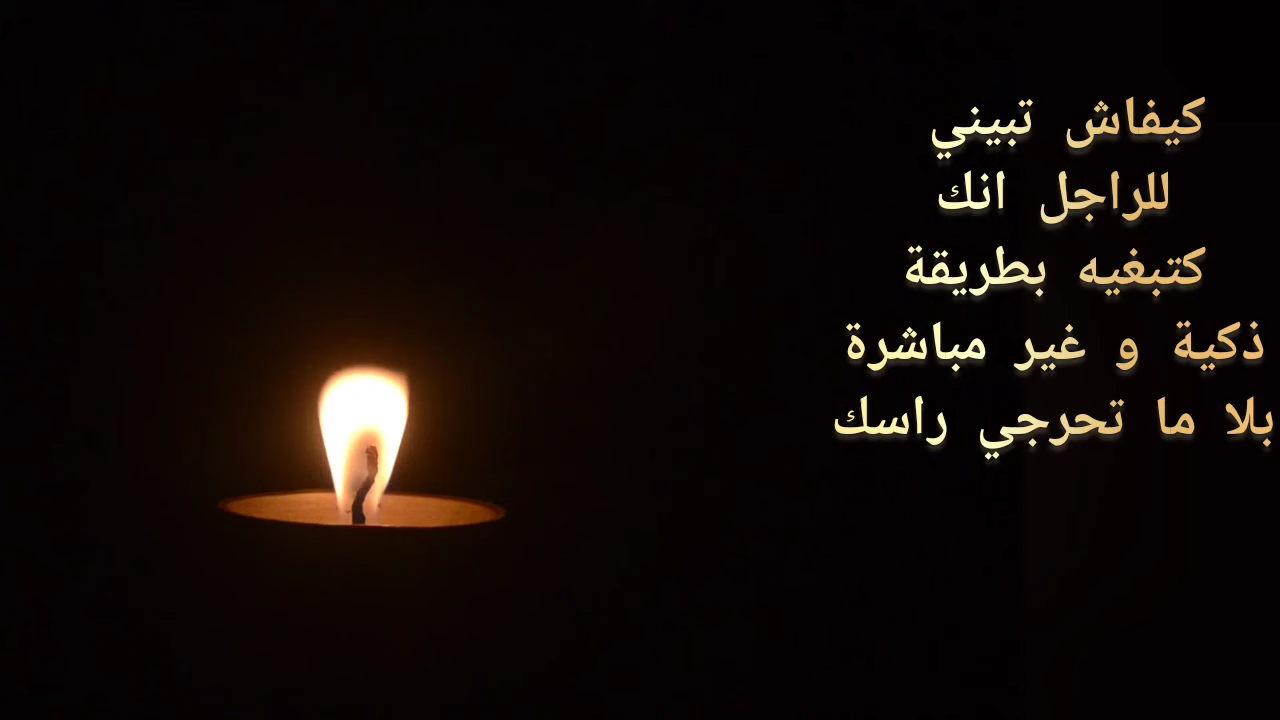 كيفاش تبيني
للراجل انك
كتبغيه بطريقة
ذكية و غير مباشرة
بلا ما تحرجي راسك